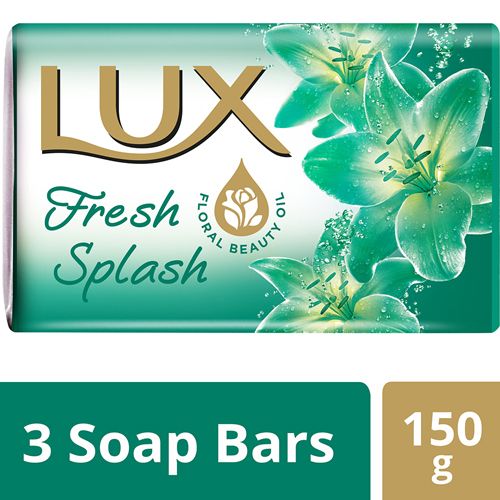 LUX
Fresh
Splash
FLORAL BEAUTY OIL
3 Soap Bars
150
g